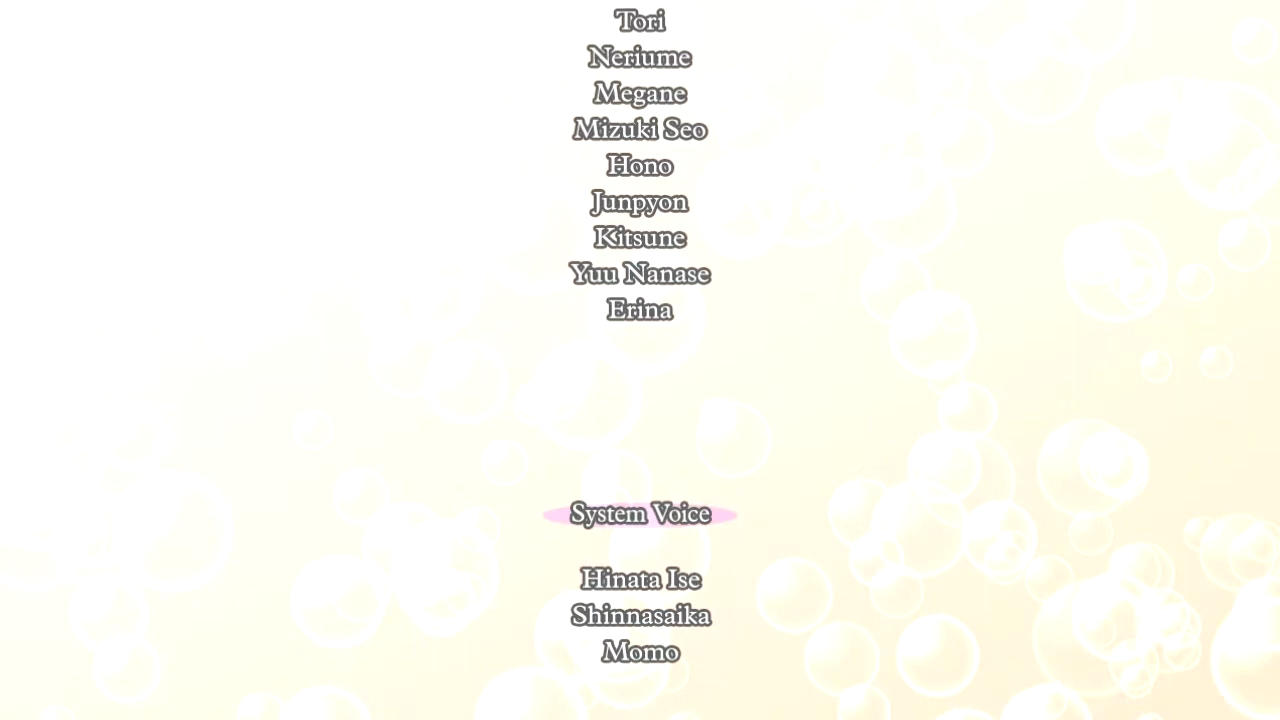 Tori
Neriume
Megane
Mizuki Seo
Hono
Junpyon
Kitsune
Yuu Nanase
Erina
System Voice
Hinata Ise
Shinnasaika
Momo